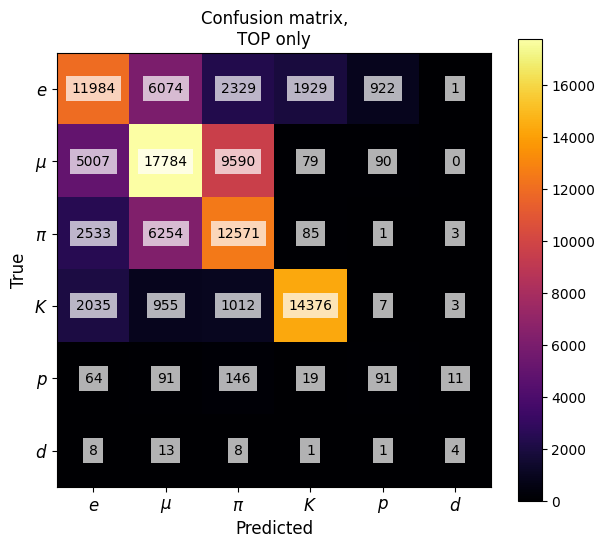 Confusion matrix,
TOP only
e 11984 6074 2329 1929 922 1
μ 5007 17784 9590 79 90 0
π 2533 6254 12571 85 1 3
K 2035 955 1012 14376 7 3
p 64 91 146 19 91 11
d 8 13 8 1 1 4
e μ π K p d
Predicted
True
16000
14000
12000
10000
8000
6000
4000
2000
0